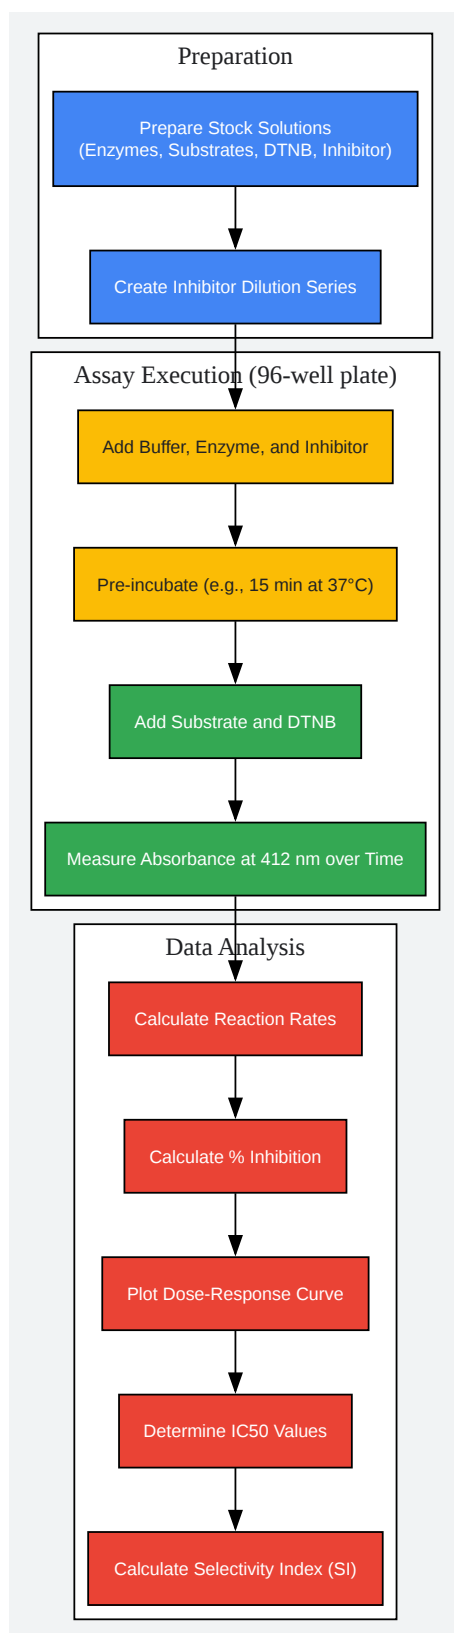 Preparation
Prepare Stock Solutions
(Enzymes, Substrates, DTNB, Inhibitor)
Create Inhibitor Dilution Series
Assay Execution (96-well plate)
Add Buffer, Enzyme, and Inhibitor
Pre-incubate (e.g., 15 min at 37°C)
Add Substrate and DTNB
Measure Absorbance at 412 nm over Time
Data Analysis
Calculate Reaction Rates
Calculate % Inhibition
Plot Dose-Response Curve
Determine IC50 Values
Calculate Selectivity Index (SI)